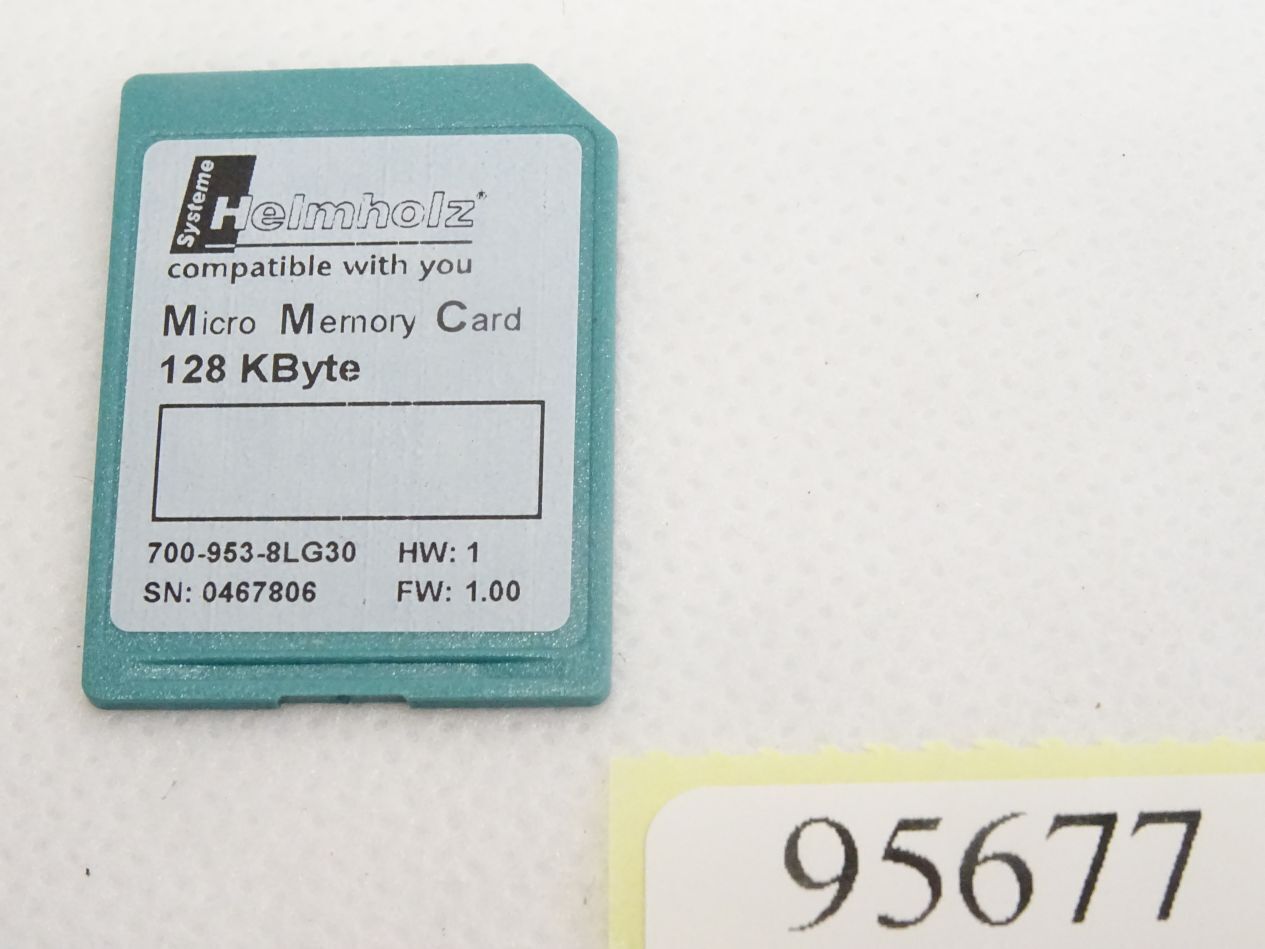 Systeme Helmholz
compatible with you
Micro Memory Card
128 KByte
700-953-8LG30 HW: 1
SN: 0467806 FW: 1.00
95677